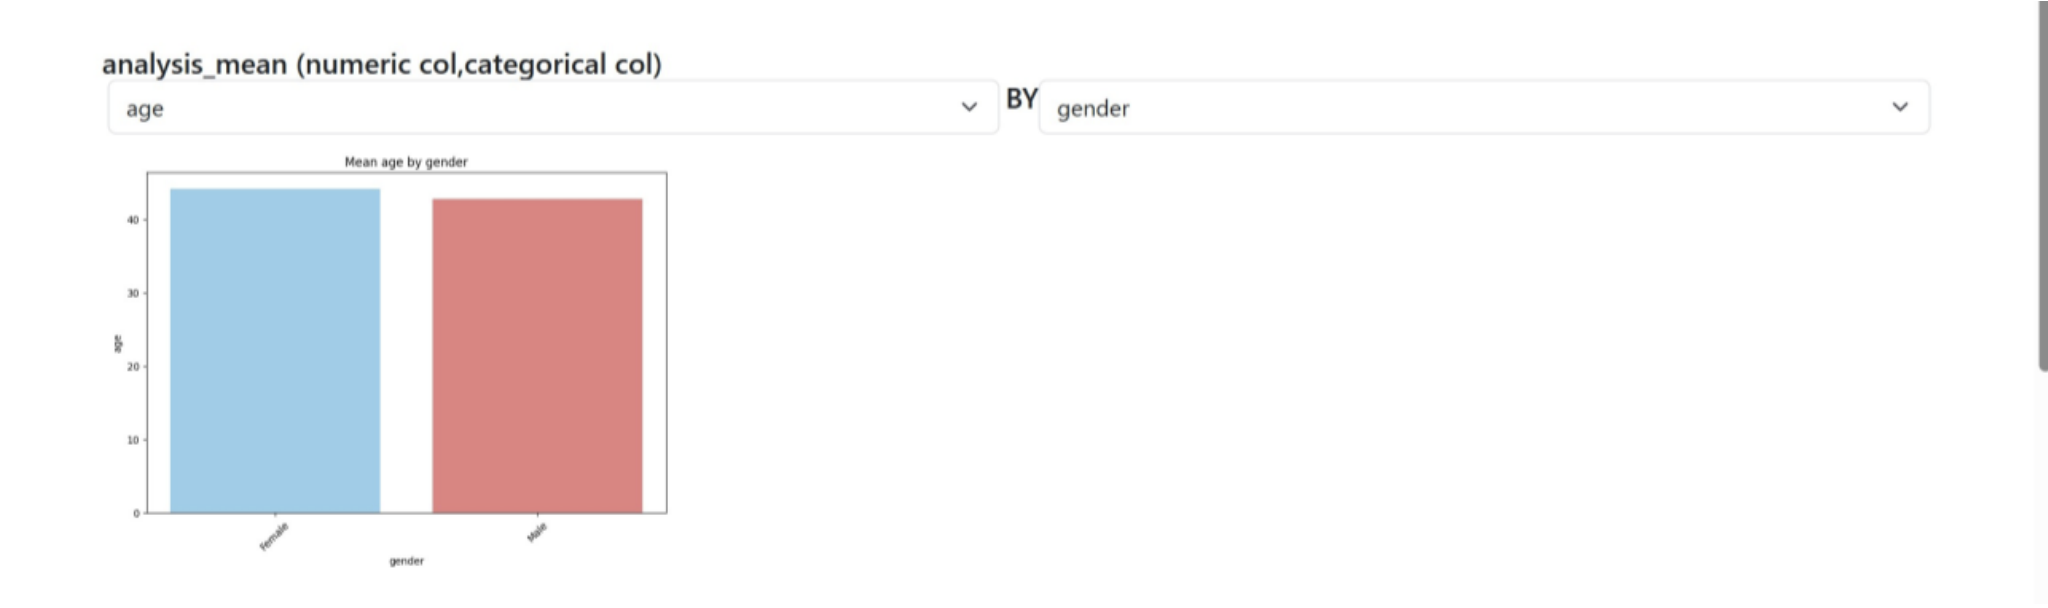 analysis_mean (numeric col,categorical col)
age BY gender
Mean age by gender
40
30
20
10
0
age
Female Male
gender